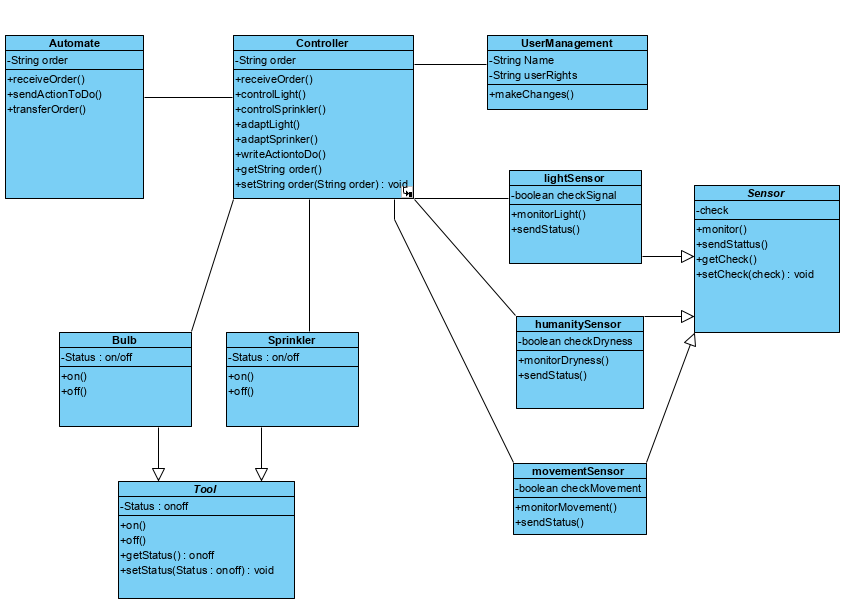 Automate
-String order
+receiveOrder()
+sendActionToDo()
+transferOrder()
Controller
-String order
+receiveOrder()
+controlLight()
+controlSprinkler()
+adaptLight()
+adaptSprinker()
+writeActiontoDo()
+getString order()
+setString order(String order) : void
UserManagement
-String Name
-String userRights
+makeChanges()
lightSensor
-boolean checkSignal
+monitorLight()
+sendStatus()
Sensor
-check
+monitor()
+sendStattus()
+getCheck()
+setCheck(check) : void
humanitySensor
-boolean checkDryness
+monitorDryness()
+sendStatus()
Bulb
-Status : on/off
+on()
+off()
Sprinkler
-Status : on/off
+on()
+off()
movementSensor
-boolean checkMovement
+monitorMovement()
+sendStatus()
Tool
-Status : onoff
+on()
+off()
+getStatus() : onoff
+setStatus(Status : onoff) : void